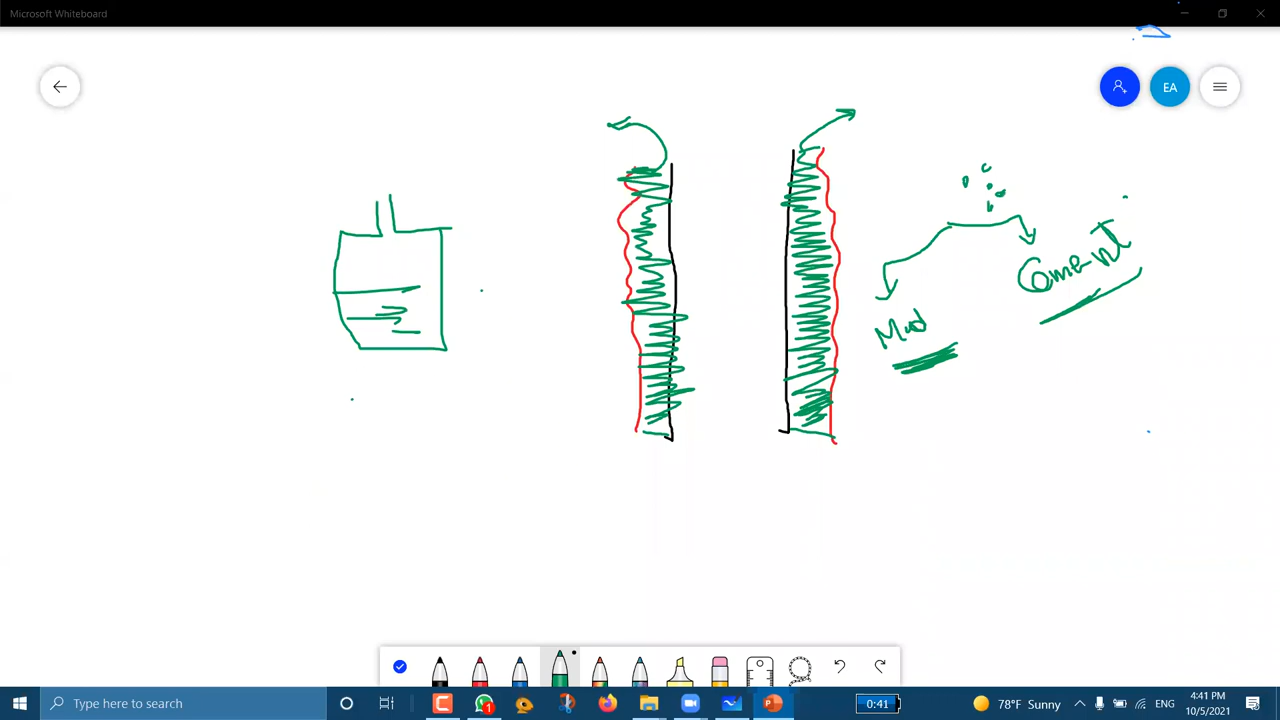 Microsoft Whiteboard
EA
Cement
Mud
Type here to search
1
0:41
78°F Sunny
ENG
4:41 PM
10/5/2021